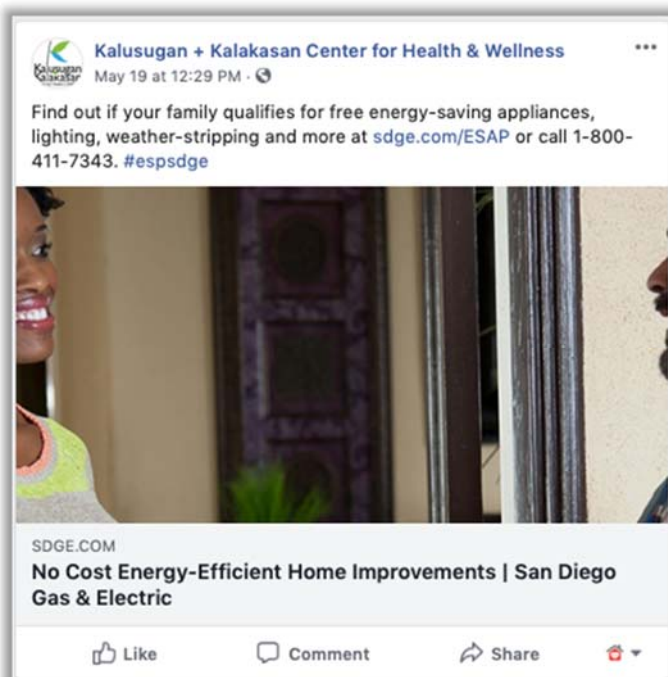 Kalusugan
Kalakasan
Kalusugan + Kalakasan Center for Health & Wellness
May 19 at 12:29 PM ·
Find out if your family qualifies for free energy-saving appliances,
lighting, weather-stripping and more at sdge.com/ESAP or call 1-800-
411-7343. #espsdge
SDGE.COM
No Cost Energy-Efficient Home Improvements | San Diego
Gas & Electric
Like Comment Share